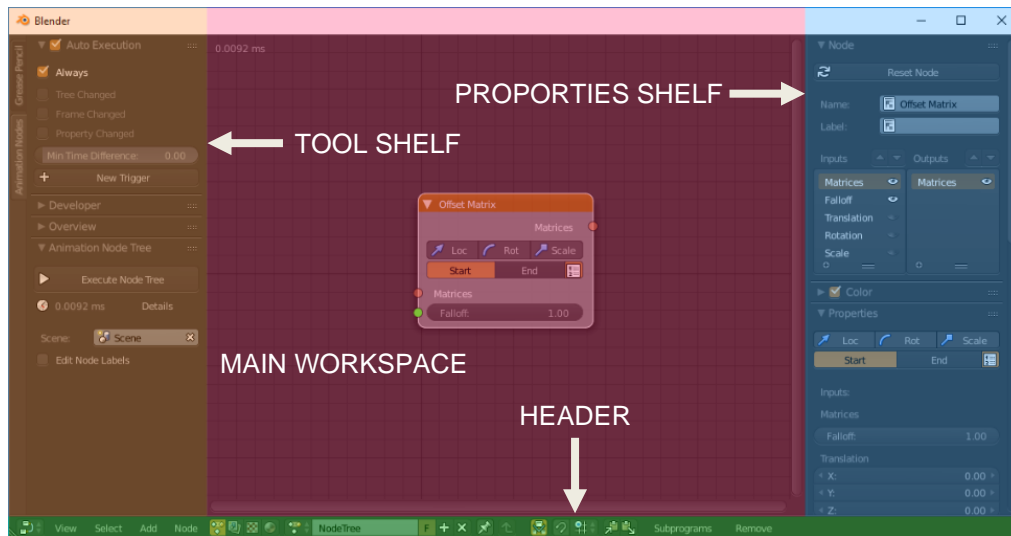 Blender
Grease Pencil
Animation Nodes
Auto Execution
Always
Tree Changed
Frame Changed
Property Changed
Min Time Difference: 0.00
New Trigger
Developer
Overview
Animation Node Tree
Execute Node Tree
0.0092 ms Details
Scene: Scene
Edit Node Labels
0.0092 ms
PROPORTIES SHELF
TOOL SHELF
Offset Matrix
Matrices
Loc Rot Scale
Start End
Matrices
Falloff: 1.00
MAIN WORKSPACE
HEADER
Node
Reset Node
Name: Offset Matrix
Label:
Inputs Outputs
Matrices Matrices
Falloff
Translation
Rotation
Scale
Color
Properties
Loc Rot Scale
Start End
Inputs:
Matrices
Falloff: 1.00
Translation
X: 0.00
Y: 0.00
Z: 0.00
View Select Add Node NodeTree F Subprograms Remove